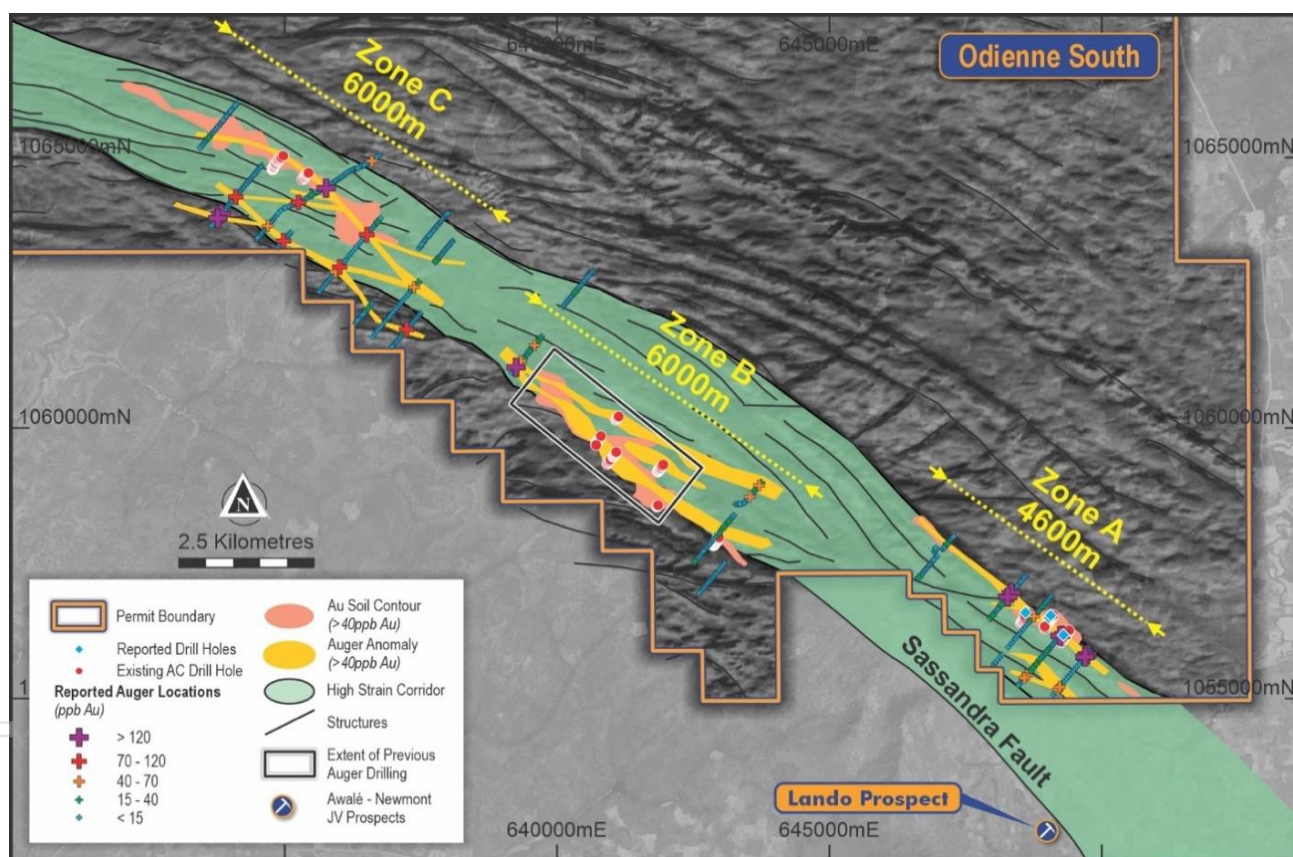 640000mE
645000mE
Odienne South
Zone C
6000m
1065000mN
1065000mN
Zone B
6000m
1060000mN
1060000mN
Zone A
4600m
N
2.5 Kilometres
Permit Boundary
Reported Drill Holes
Existing AC Drill Hole
Reported Auger Locations
(ppb Au)
> 120
70 - 120
40 - 70
15 - 40
< 15
Au Soil Contour
(>40ppb Au)
Auger Anomaly
(>40ppb Au)
High Strain Corridor
Structures
Extent of Previous
Auger Drilling
Awalé - Newmont
JV Prospects
1055000mN
Sassandra Fault
Lando Prospect
640000mE
645000mE